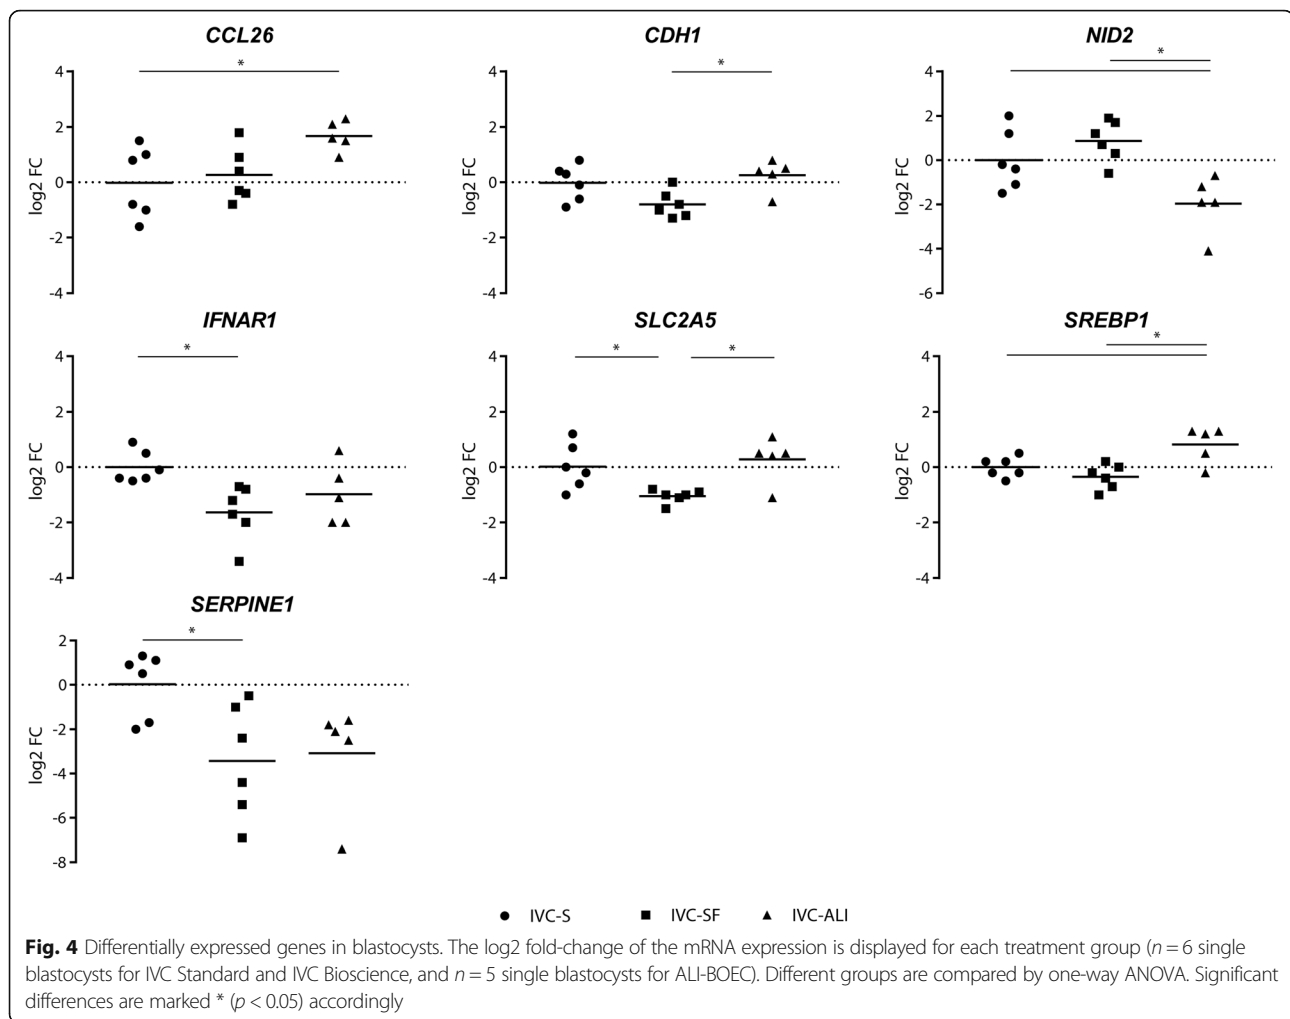 CCL26
CDH1
NID2
*
*
*
4
2
0
-2
-4
log2 FC
4
2
0
-2
-4
log2 FC
4
2
0
-2
-4
-6
log2 FC
IFNAR1
SLC2A5
SREBP1
*
*
*
*
4
2
0
-2
-4
log2 FC
4
2
0
-2
-4
log2 FC
4
2
0
-2
-4
log2 FC
SERPINE1
*
2
0
-2
-4
-6
-8
log2 FC
IVC-S IVC-SF IVC-ALI
Fig. 4 Differentially expressed genes in blastocysts. The log2 fold-change of the mRNA expression is displayed for each treatment group (n = 6 single
blastocysts for IVC Standard and IVC Bioscience, and n = 5 single blastocysts for ALI-BOEC). Different groups are compared by one-way ANOVA. Significant
differences are marked * (p < 0.05) accordingly